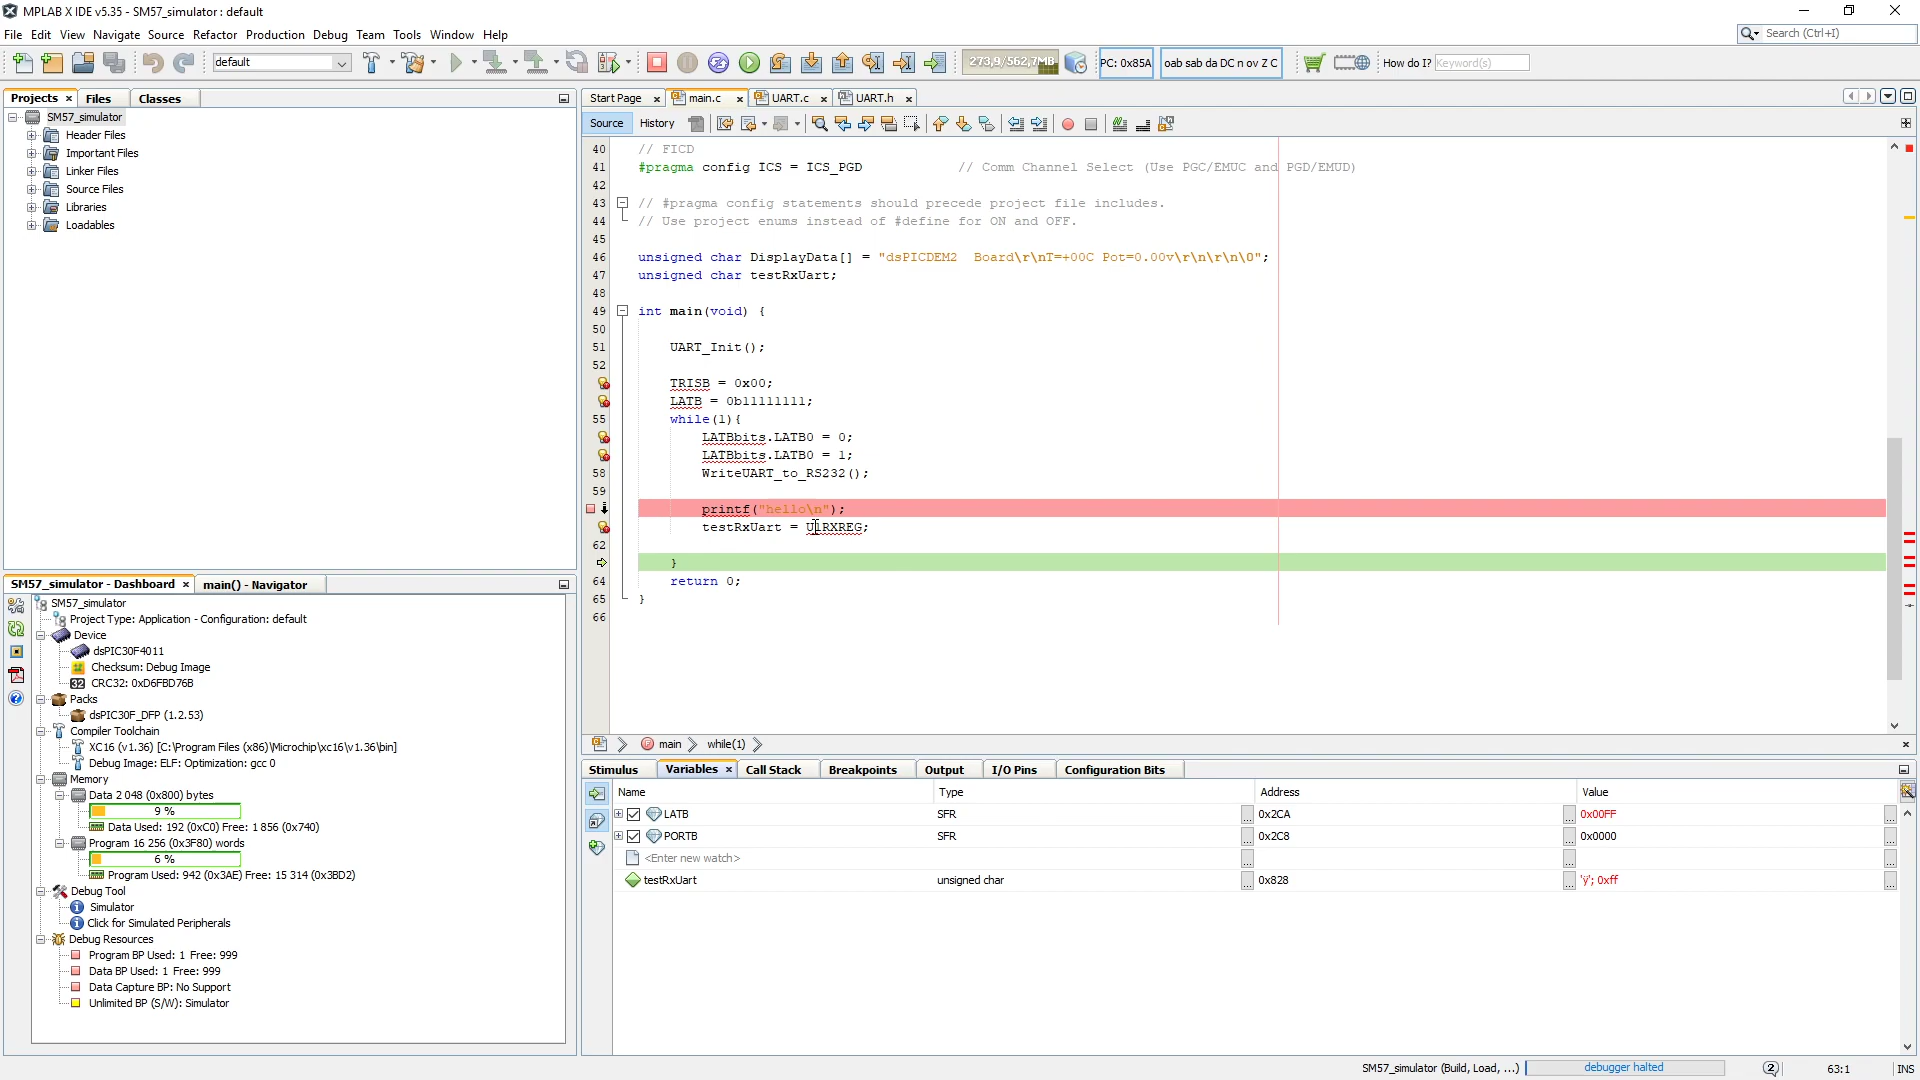 MPLAB X IDE v5.35 - SM57_simulator : default
File Edit View Navigate Source Refactor Production Debug Team Tools Window Help
Search (Ctrl+I)
default
273,9/562,7MB
PC: 0x85A
oab sab da DC n ov Z C
How do I? Keyword(s)
Projects Files Classes
SM57_simulator
Header Files
Important Files
Linker Files
Source Files
Libraries
Loadables
Start Page main.c UART.c UART.h
Source History
40 // FICD
41 #pragma config ICS = ICS_PGD // Comm Channel Select (Use PGC/EMUC and PGD/EMUD)
42
43 // #pragma config statements should precede project file includes.
44 // Use project enums instead of #define for ON and OFF.
45
46 unsigned char DisplayData[] = "dsPICDEM2  Board\r\nT=+00C Pot=0.00v\r\n\r\n\0";
47 unsigned char testRxUart;
48
49 int main(void) {
50
51 UART_Init();
52
TRISB = 0x00;
LATB = 0b11111111;
55 while(1){
LATBbits.LATB0 = 0;
LATBbits.LATB0 = 1;
58 WriteUART_to_RS232();
59
printf("hello\n");
testRxUart = U1RXREG;
62
}
64 return 0;
65 }
66
main while(1)
SM57_simulator - Dashboard main() - Navigator
SM57_simulator
Project Type: Application - Configuration: default
Device
dsPIC30F4011
Checksum: Debug Image
32 CRC32: 0xD6FBD76B
Packs
dsPIC30F_DFP (1.2.53)
Compiler Toolchain
XC16 (v1.36) [C:\Program Files (x86)\Microchip\xc16\v1.36\bin]
Debug Image: ELF: Optimization: gcc 0
Memory
Data 2 048 (0x800) bytes
9 %
Data Used: 192 (0xC0) Free: 1 856 (0x740)
Program 16 256 (0x3F80) words
6 %
Program Used: 942 (0x3AE) Free: 15 314 (0x3BD2)
Debug Tool
Simulator
Click for Simulated Peripherals
Debug Resources
Program BP Used: 1 Free: 999
Data BP Used: 1 Free: 999
Data Capture BP: No Support
Unlimited BP (S/W): Simulator
Stimulus Variables Call Stack Breakpoints Output I/O Pins Configuration Bits
Name Type Address Value
LATB SFR ... 0x2CA ... 0x00FF ...
PORTB SFR ... 0x2C8 ... 0x0000 ...
<Enter new watch> ... ... ...
testRxUart unsigned char ... 0x828 ... 'ÿ'; 0xff ...
SM57_simulator (Build, Load, ...) debugger halted 2 63:1 INS